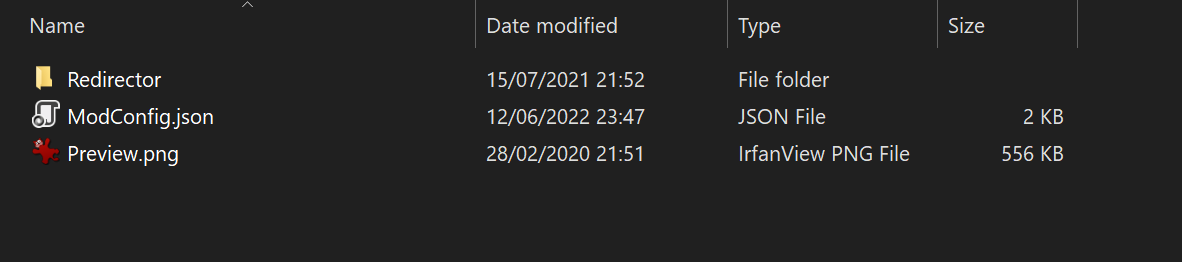 Name Date modified Type Size
Redirector 15/07/2021 21:52 File folder
ModConfig.json 12/06/2022 23:47 JSON File 2 KB
Preview.png 28/02/2020 21:51 IrfanView PNG File 556 KB